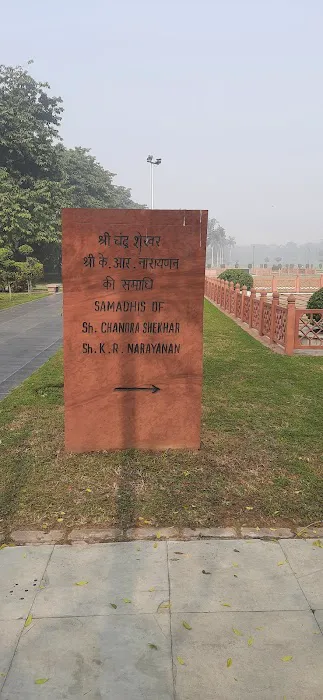 श्री चंद्र शेखर
श्री के. आर. नारायणन
की समाधि
SAMADHIS OF
Sh. CHANDRA SHEKHAR
Sh. K. R. NARAYANAN